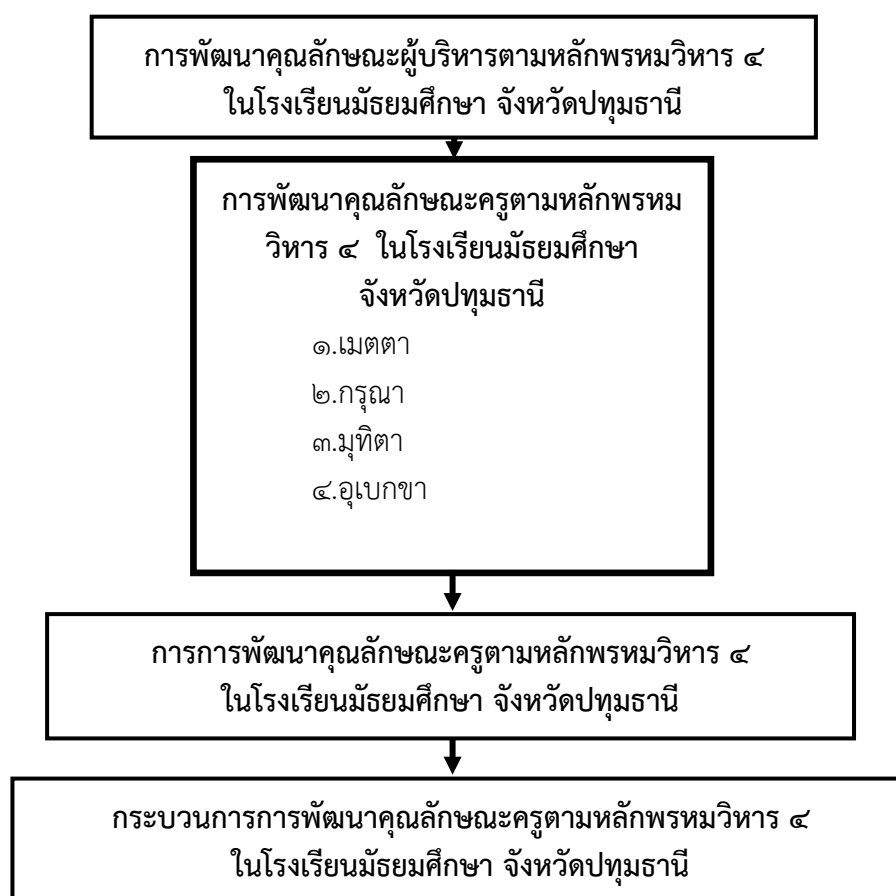 การพัฒนาคุณลักษณะผู้บริหารตามหลักพรหมวิหาร ๔
ในโรงเรียนมัธยมศึกษา จังหวัดปทุมธานี
การพัฒนาคุณลักษณะครูตามหลักพรหม
วิหาร ๔ ในโรงเรียนมัธยมศึกษา
จังหวัดปทุมธานี
๑.เมตตา
๒.กรุณา
๓.มุทิตา
๔.อุเบกขา
การการพัฒนาคุณลักษณะครูตามหลักพรหมวิหาร ๔
ในโรงเรียนมัธยมศึกษา จังหวัดปทุมธานี
กระบวนการการพัฒนาคุณลักษณะครูตามหลักพรหมวิหาร ๔
ในโรงเรียนมัธยมศึกษา จังหวัดปทุมธานี